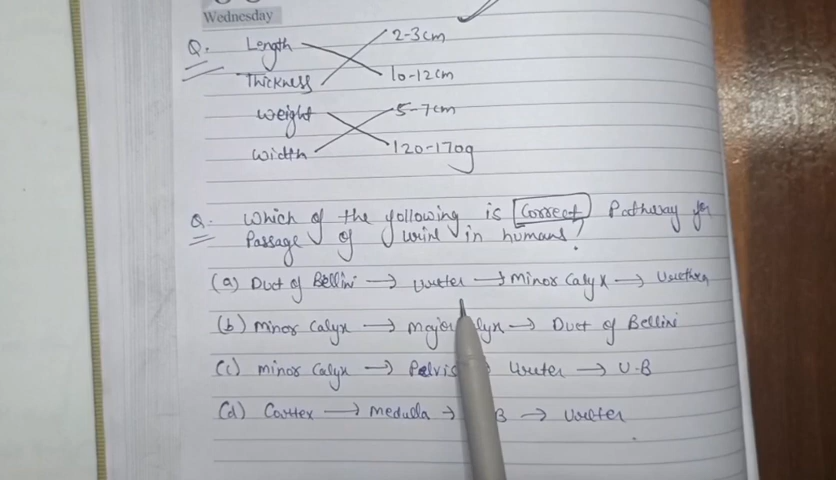 Wednesday
Q. Length 2-3cm
Thickness 10-12cm
weight 5-7cm
width 120-170g
Q. Which of the following is Correct Pathway for
Passage of urine in humans?
(a) Duct of Bellini → Ureter → Minor Calyx → Urethra
(b) Minor Calyx → Major → Duct of Bellini
(c) Minor Calyx → Pelvis Ureter → U.B
(d) Cortex → Medulla → → Ureter